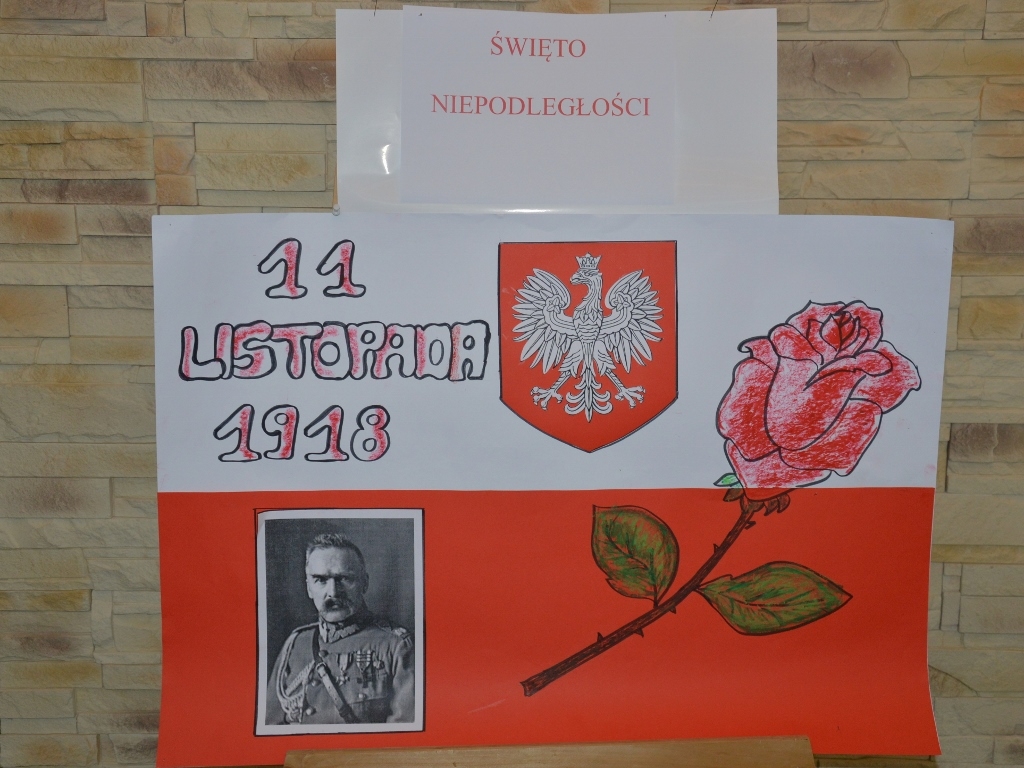 ŚWIĘTO
NIEPODLEGŁOŚCI
11
LISTOPADA
1918